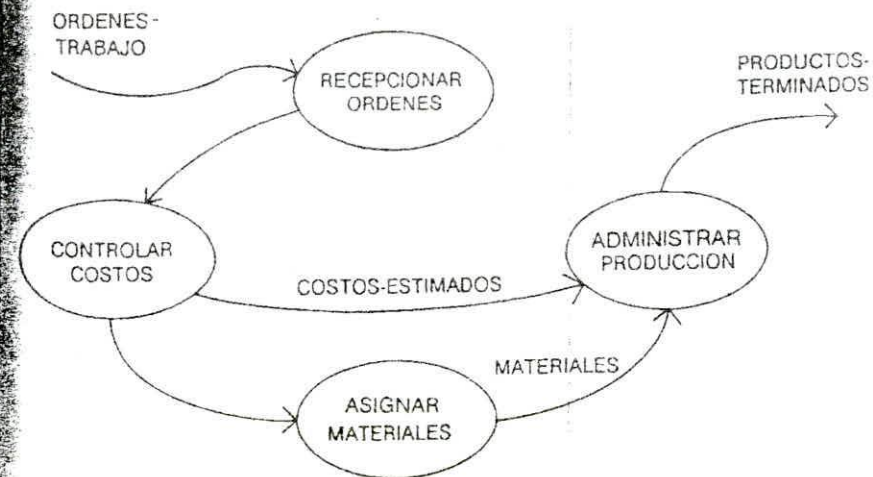 ORDENES-
TRABAJO
RECEPCIONAR
ORDENES
PRODUCTOS-
TERMINADOS
CONTROLAR
COSTOS
COSTOS-ESTIMADOS
ADMINISTRAR
PRODUCCION
MATERIALES
ASIGNAR
MATERIALES